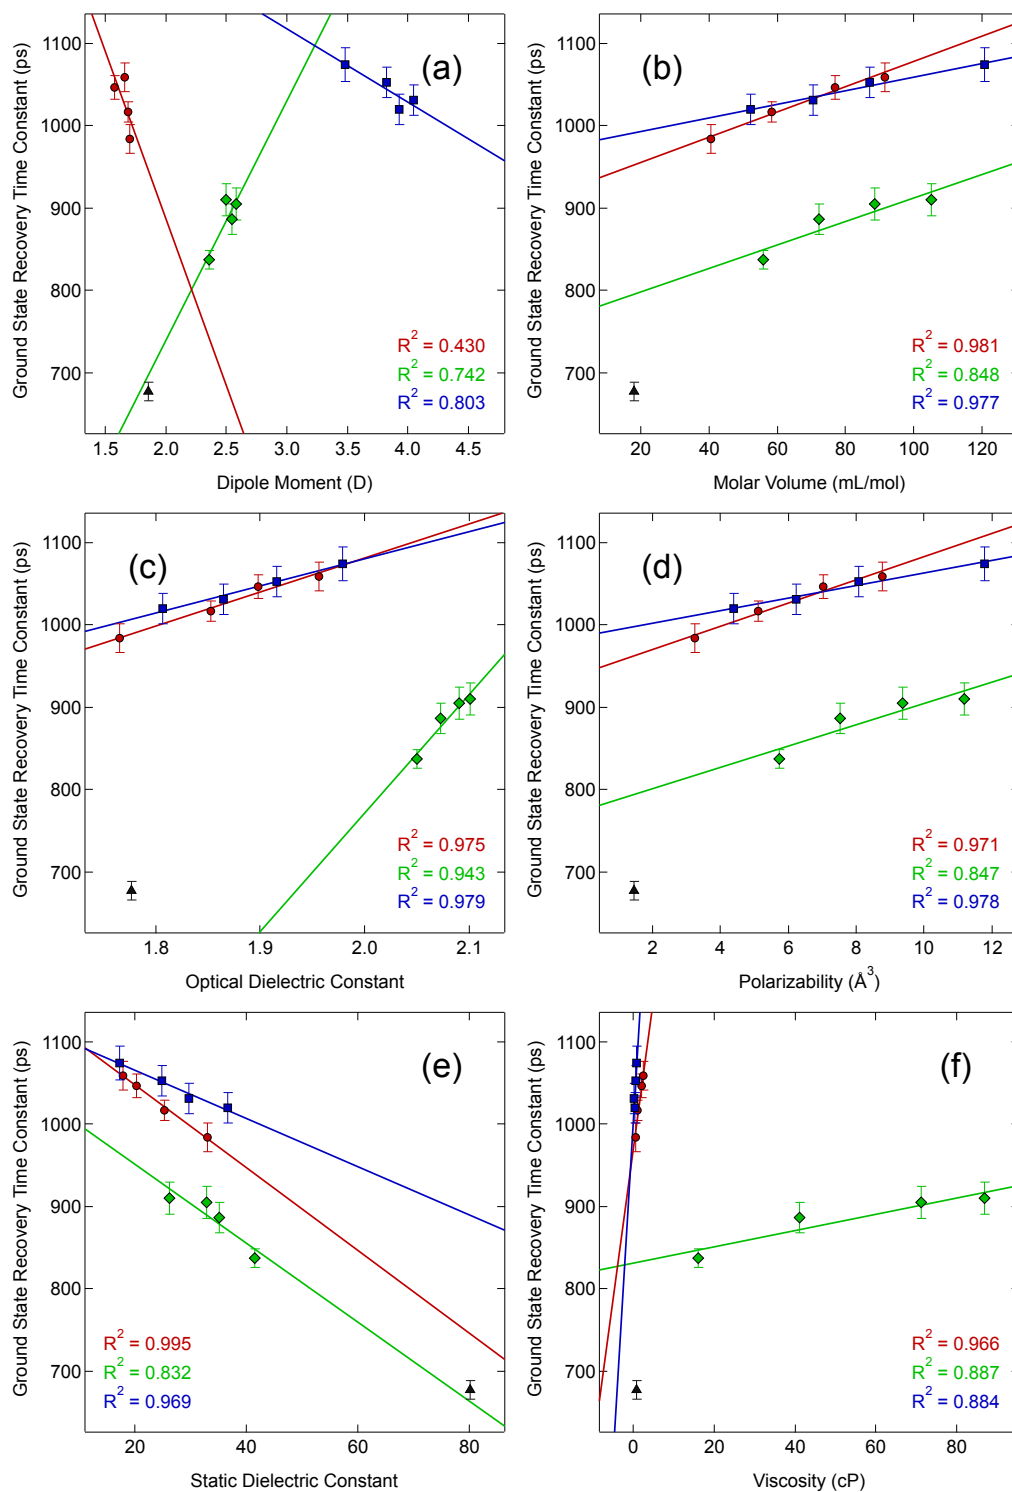 (a)
Ground State Recovery Time Constant (ps)
1100
1000
900
800
700
R² = 0.430
R² = 0.742
R² = 0.803
1.5 2.0 2.5 3.0 3.5 4.0 4.5
Dipole Moment (D)
(b)
Ground State Recovery Time Constant (ps)
1100
1000
900
800
700
R² = 0.981
R² = 0.848
R² = 0.977
20 40 60 80 100 120
Molar Volume (mL/mol)
(c)
Ground State Recovery Time Constant (ps)
1100
1000
900
800
700
R² = 0.975
R² = 0.943
R² = 0.979
1.8 1.9 2.0 2.1
Optical Dielectric Constant
(d)
Ground State Recovery Time Constant (ps)
1100
1000
900
800
700
R² = 0.971
R² = 0.847
R² = 0.978
2 4 6 8 10 12
Polarizability (Å³)
(e)
Ground State Recovery Time Constant (ps)
1100
1000
900
800
700
R² = 0.995
R² = 0.832
R² = 0.969
20 40 60 80
Static Dielectric Constant
(f)
Ground State Recovery Time Constant (ps)
1100
1000
900
800
700
R² = 0.966
R² = 0.887
R² = 0.884
0 20 40 60 80
Viscosity (cP)